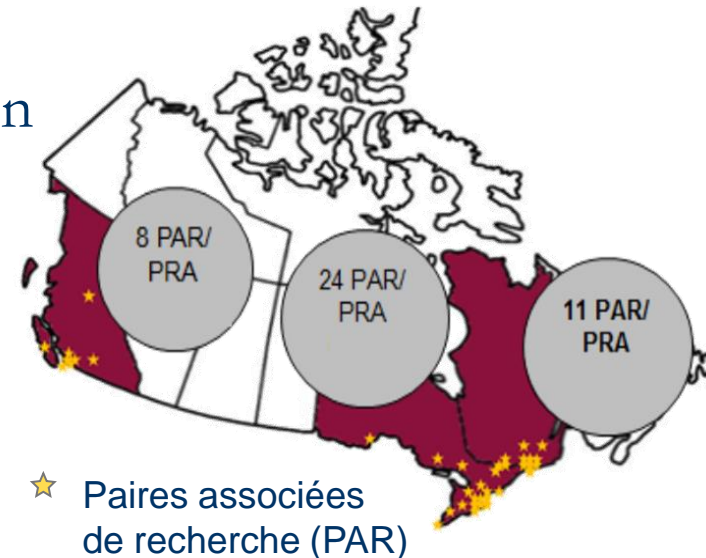 n
8 PAR/
PRA
24 PAR/
PRA
11 PAR/
PRA
Paires associées
de recherche (PAR)